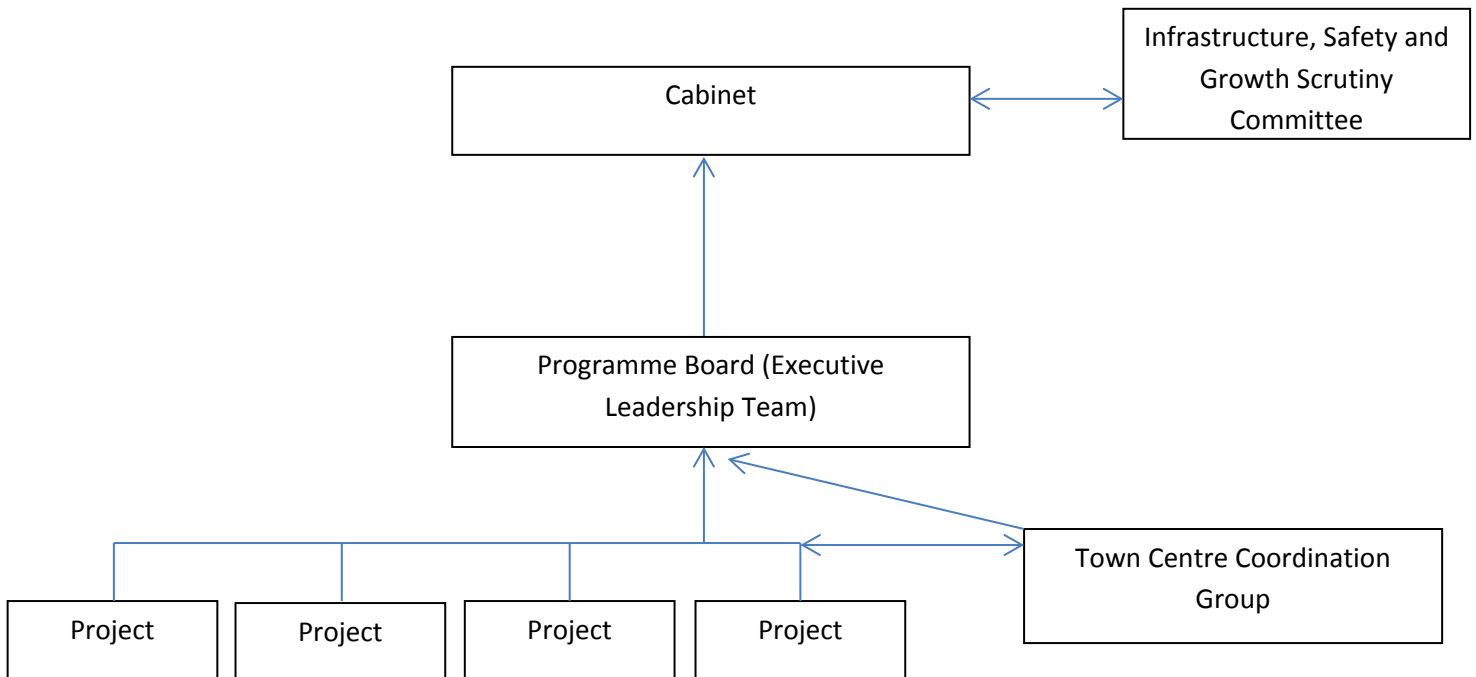 Infrastructure, Safety and
Growth Scrutiny
Committee
Cabinet
Programme Board (Executive
Leadership Team)
Town Centre Coordination
Group
Project
Project
Project
Project